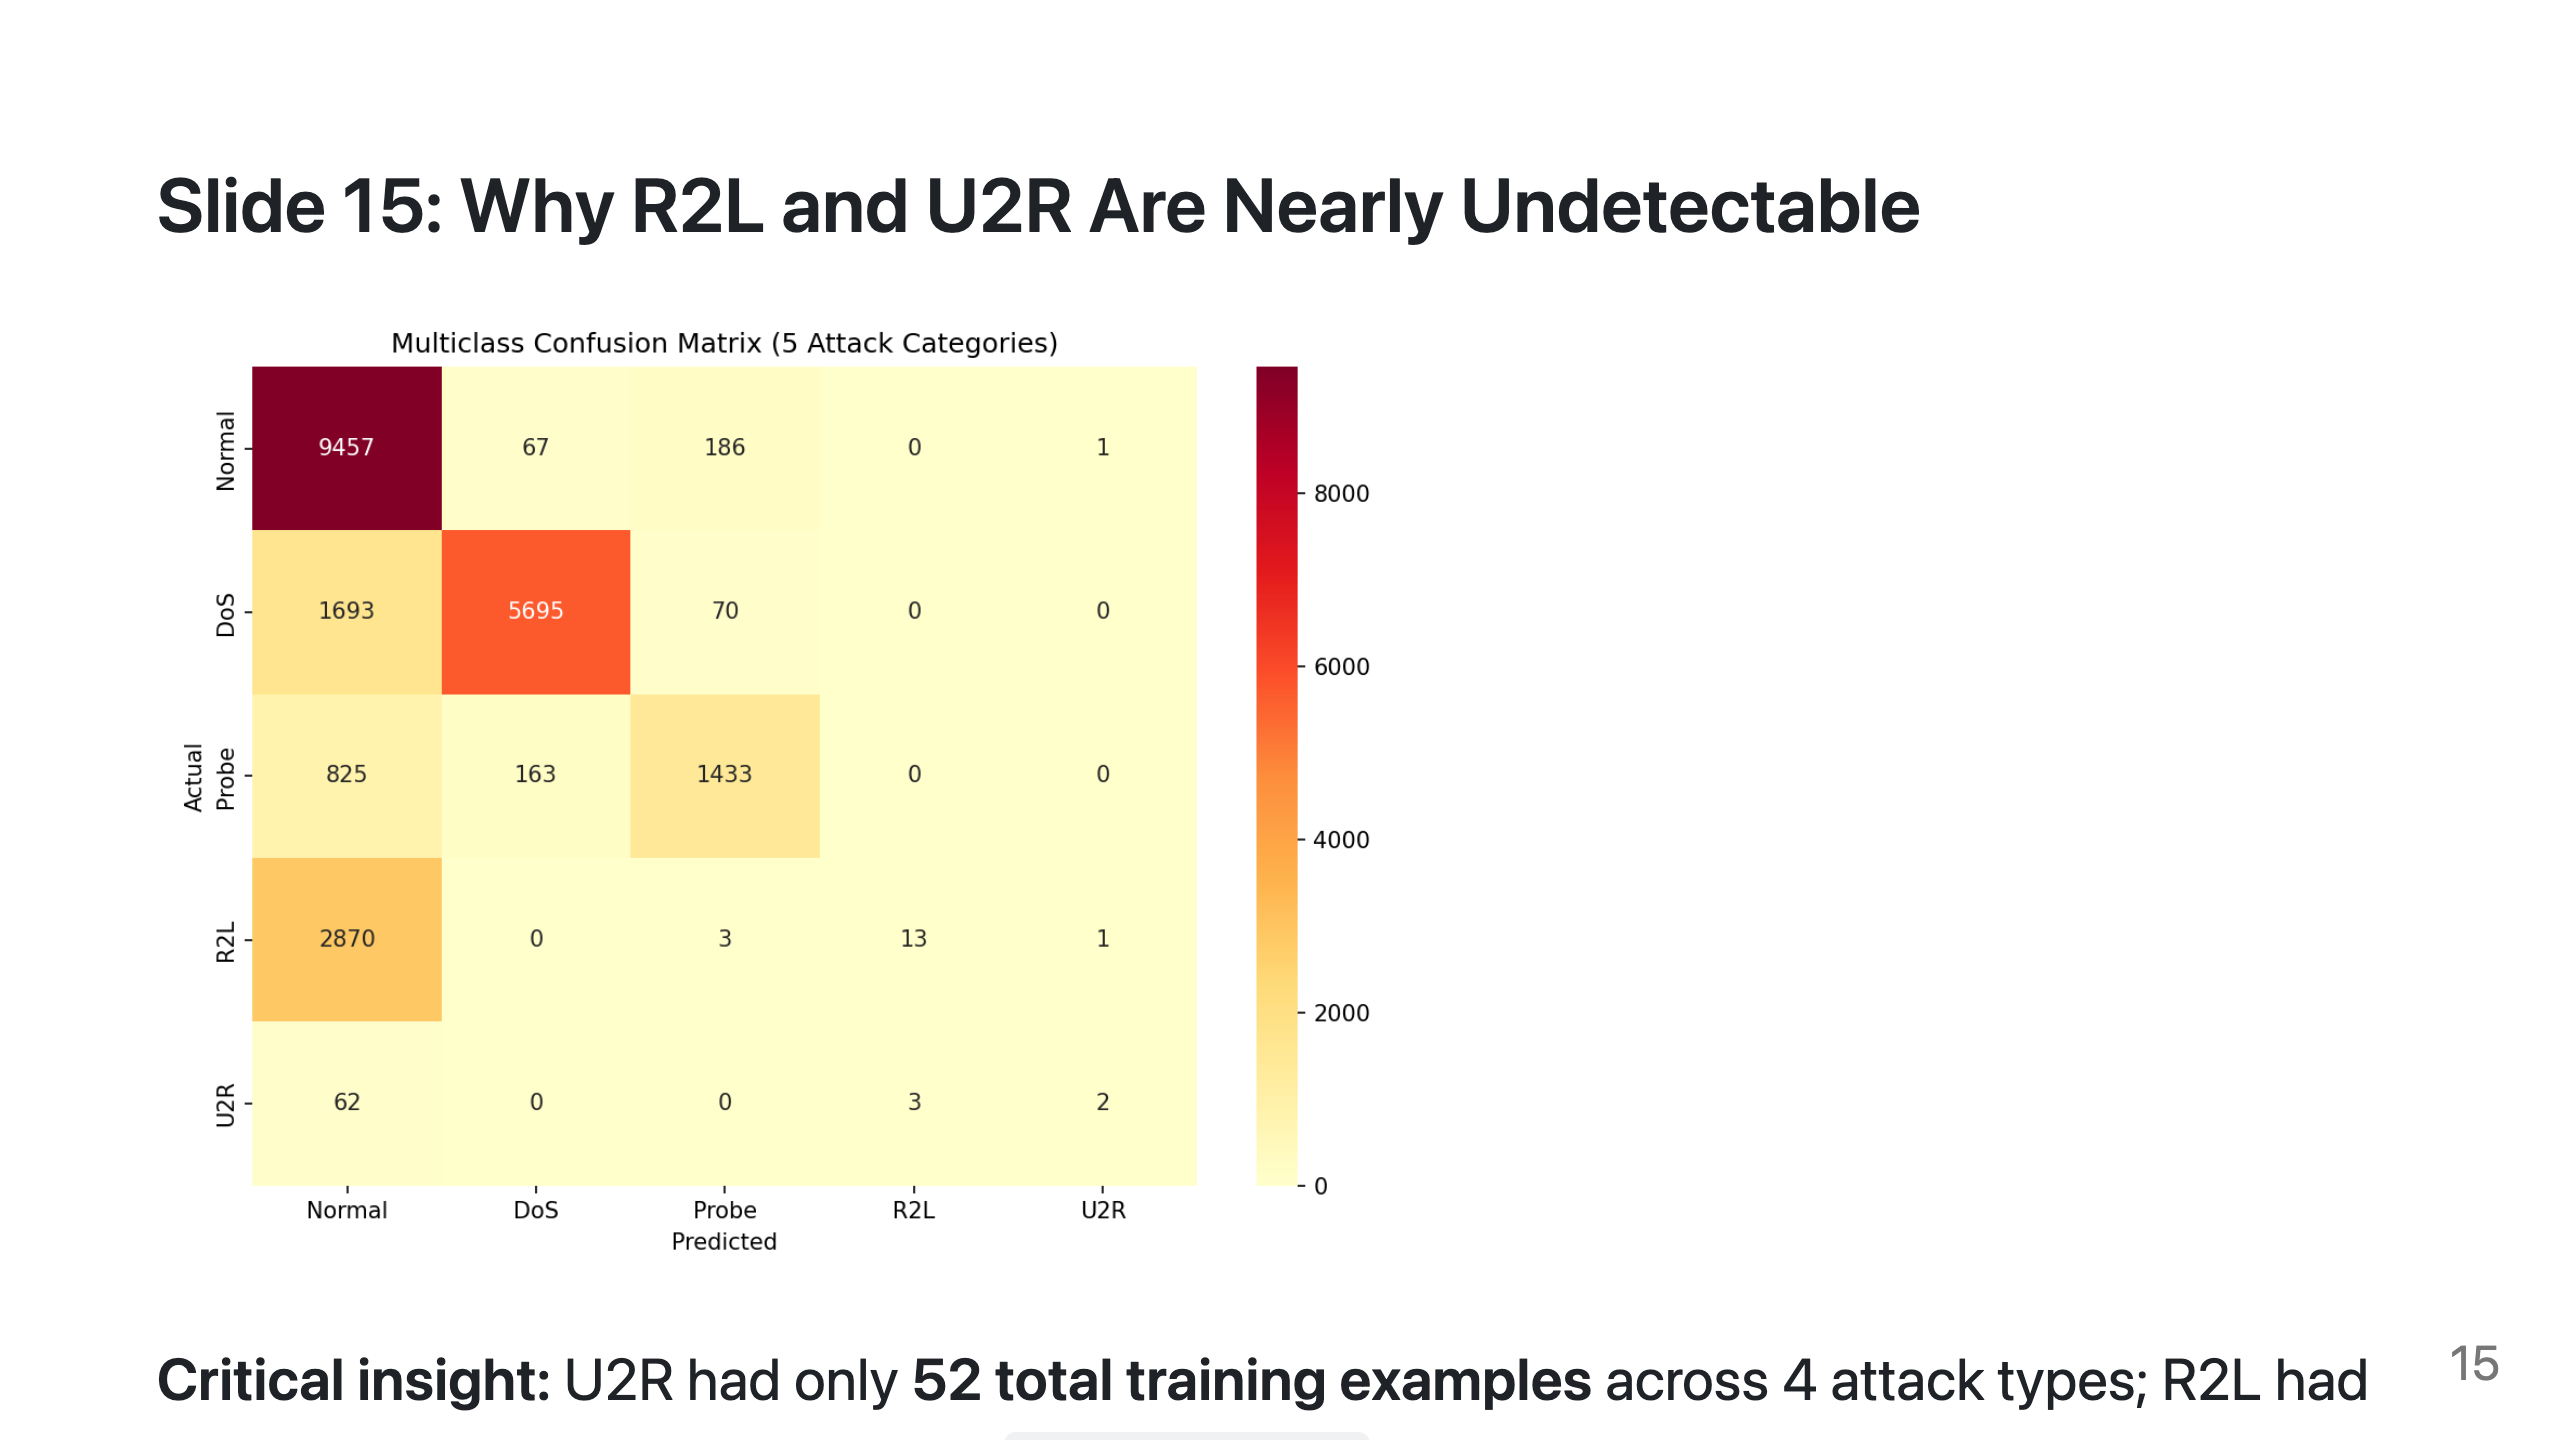 Slide 15: Why R2L and U2R Are Nearly Undetectable
Multiclass Confusion Matrix (5 Attack Categories)
Actual
Normal 9457 67 186 0 1
DoS 1693 5695 70 0 0
Probe 825 163 1433 0 0
R2L 2870 0 3 13 1
U2R 62 0 0 3 2
Normal DoS Probe R2L U2R
Predicted
8000
6000
4000
2000
0
Critical insight: U2R had only 52 total training examples across 4 attack types; R2L had
15